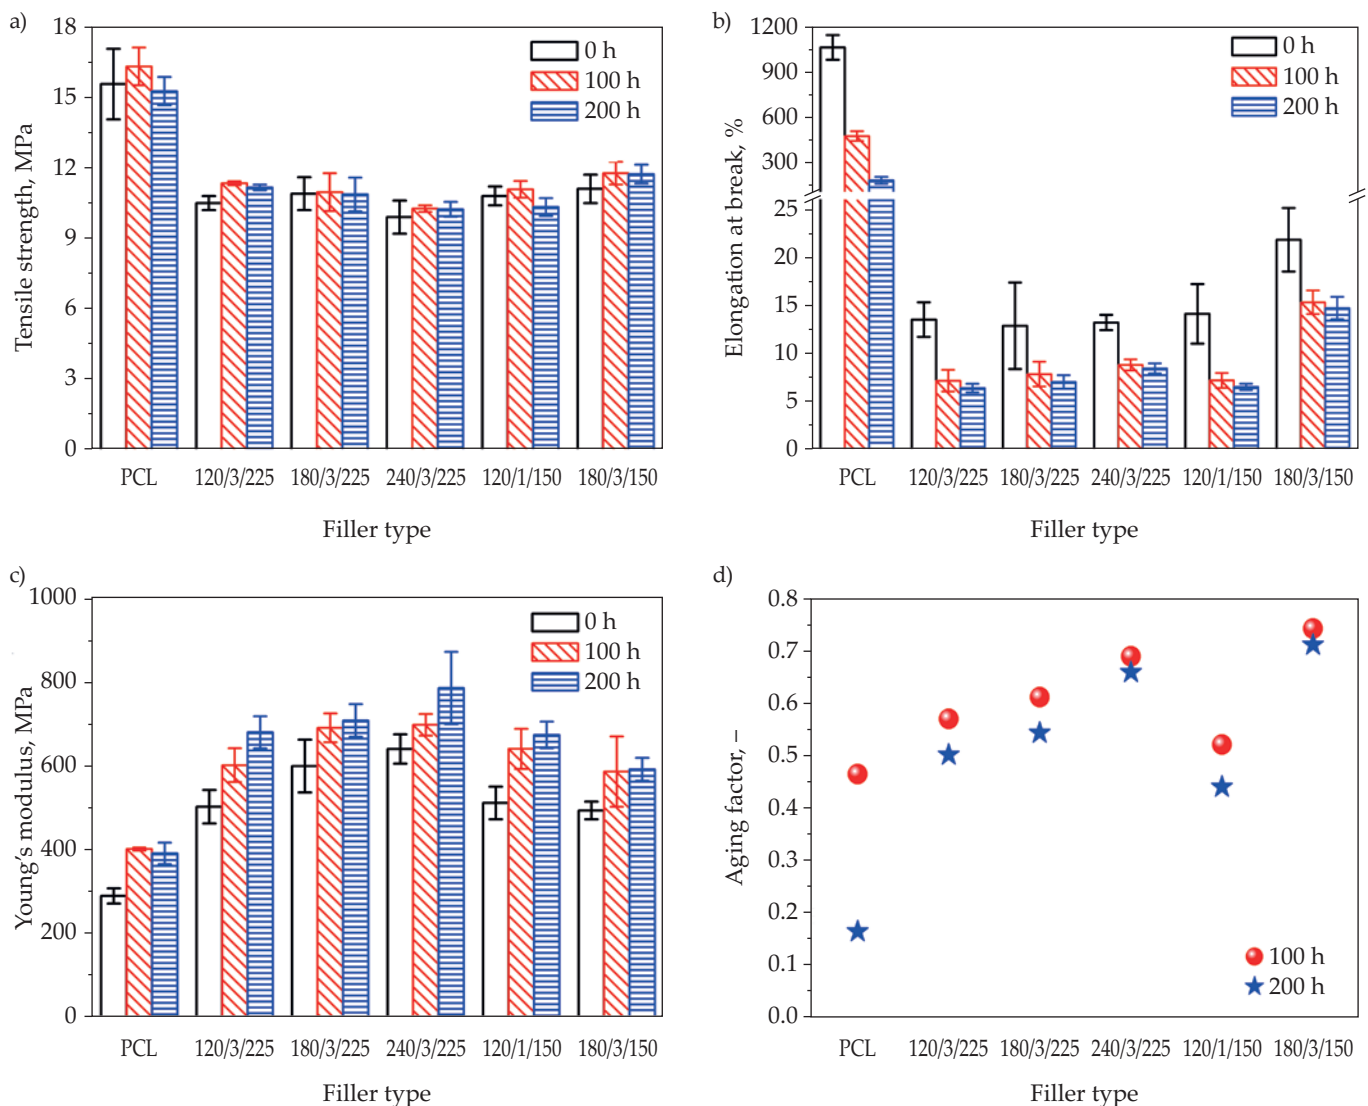 a)
Tensile strength, MPa
18
15
12
9
6
3
0
0 h
100 h
200 h
PCL 120/3/225 180/3/225 240/3/225 120/1/150 180/3/150
Filler type
b)
Elongation at break, %
1200
900
600
300
25
20
15
10
5
0
0 h
100 h
200 h
PCL 120/3/225 180/3/225 240/3/225 120/1/150 180/3/150
Filler type
c)
Young's modulus, MPa
1000
800
600
400
200
0
0 h
100 h
200 h
PCL 120/3/225 180/3/225 240/3/225 120/1/150 180/3/150
Filler type
d)
Aging factor, –
0.8
0.7
0.6
0.5
0.4
0.3
0.2
0.1
0.0
100 h
200 h
PCL 120/3/225 180/3/225 240/3/225 120/1/150 180/3/150
Filler type